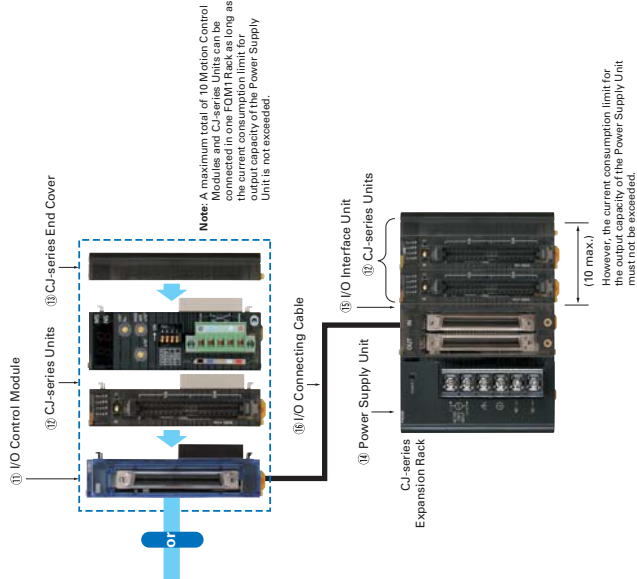 ⑪ I/O Control Module
⑫ CJ-series Units
⑬ CJ-series End Cover
or
Note: A maximum total of 10 Motion Control
Modules and CJ-series Units can be
connected in one FQM1 Rack as long as
the current consumption limit for
output capacity of the Power Supply
Unit is not exceeded.
⑯ I/O Connecting Cable
CJ-series
Expansion Rack
⑭ Power Supply Unit
⑮ I/O Interface Unit
⑫ CJ-series Units
OUT
IN
(10 max.)
However, the current consumption limit for
the output capacity of the Power Supply Unit
must not be exceeded.